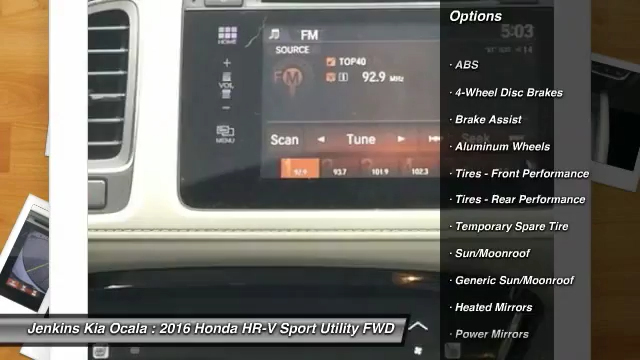 Options
FM
5:03
HOME
SOURCE
TOP40
FM
1
92.9 MHz
+
VOL
-
MENU
Scan
Tune
Seek
92.9
93.7
101.9
102.3
· ABS
· 4-Wheel Disc Brakes
· Brake Assist
· Aluminum Wheels
· Tires - Front Performance
· Tires - Rear Performance
· Temporary Spare Tire
· Sun/Moonroof
· Generic Sun/Moonroof
· Heated Mirrors
· Power Mirrors
Jenkins Kia Ocala : 2016 Honda HR-V Sport Utility FWD